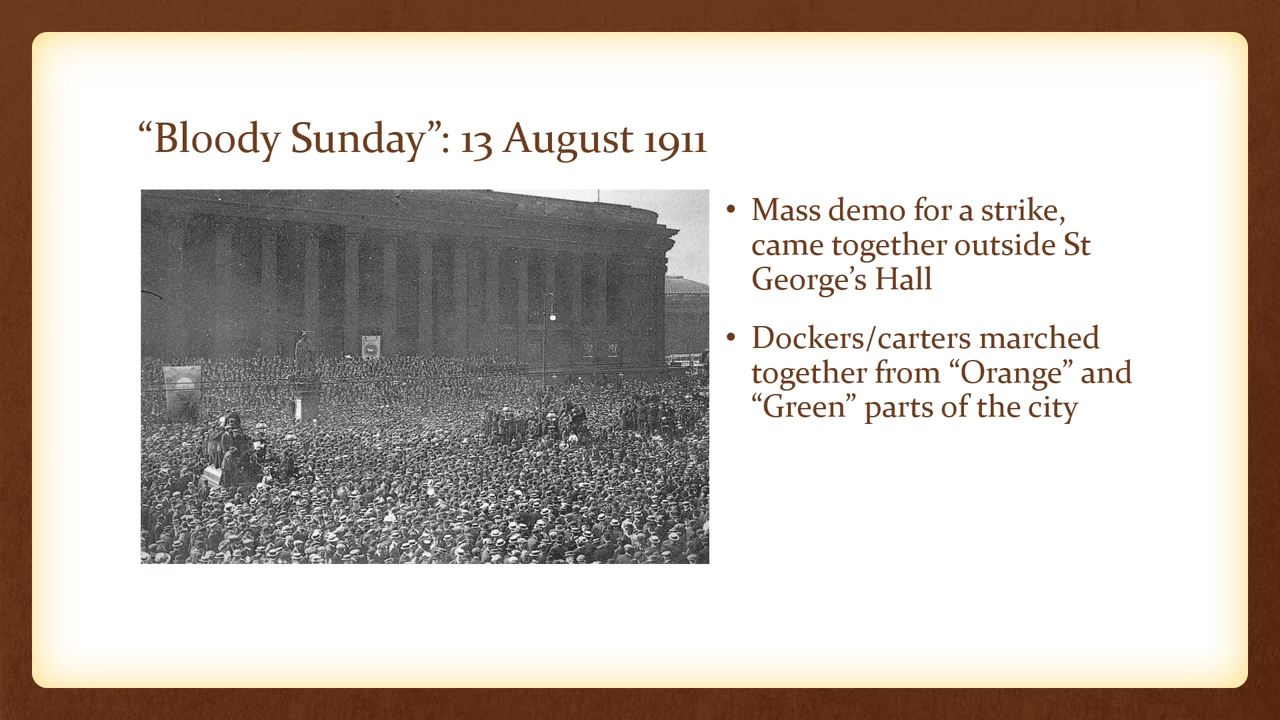 “Bloody Sunday”: 13 August 1911
• Mass demo for a strike,
came together outside St
George’s Hall
• Dockers/carters marched
together from “Orange” and
“Green” parts of the city